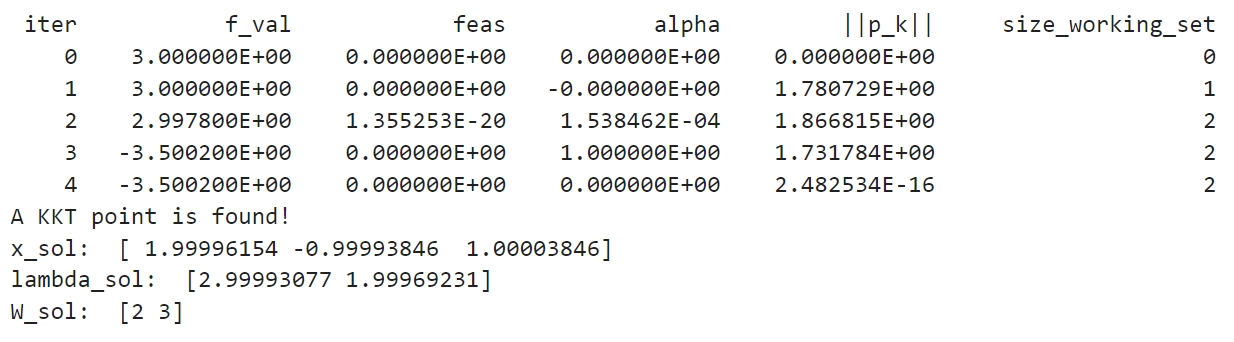 iter f_val feas alpha ||p_k|| size_working_set
0 3.000000E+00 0.000000E+00 0.000000E+00 0.000000E+00 0
1 3.000000E+00 0.000000E+00 -0.000000E+00 1.780729E+00 1
2 2.997800E+00 1.355253E-20 1.538462E-04 1.866815E+00 2
3 -3.500200E+00 0.000000E+00 1.000000E+00 1.731784E+00 2
4 -3.500200E+00 0.000000E+00 0.000000E+00 2.482534E-16 2
A KKT point is found!
x_sol: [ 1.99996154 -0.99993846 1.00003846]
lambda_sol: [2.99993077 1.99969231]
W_sol: [2 3]